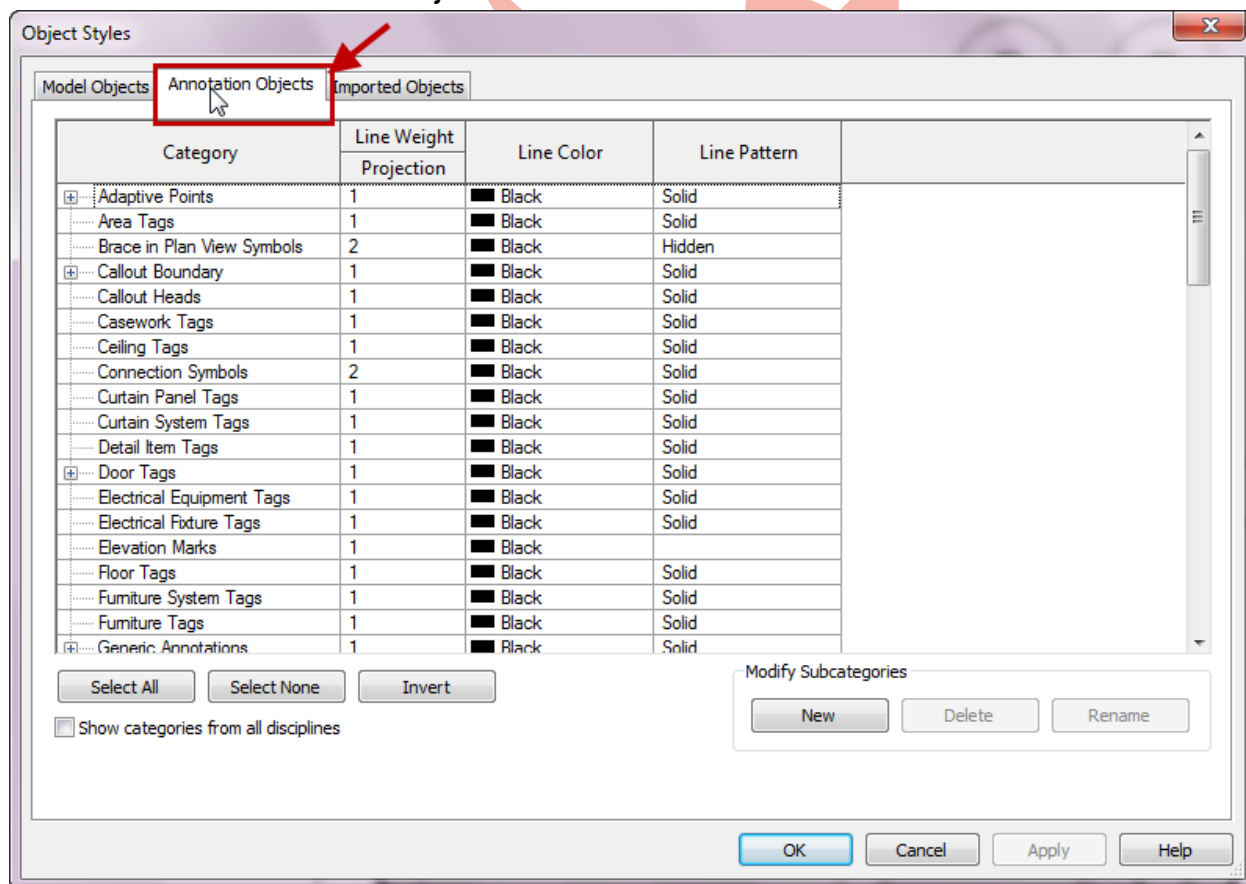 Object Styles
Model Objects Annotation Objects Imported Objects
Category Line Weight Line Color Line Pattern
Projection
Adaptive Points 1 Black Solid
Area Tags 1 Black Solid
Brace in Plan View Symbols 2 Black Hidden
Callout Boundary 1 Black Solid
Callout Heads 1 Black Solid
Casework Tags 1 Black Solid
Ceiling Tags 1 Black Solid
Connection Symbols 2 Black Solid
Curtain Panel Tags 1 Black Solid
Curtain System Tags 1 Black Solid
Detail Item Tags 1 Black Solid
Door Tags 1 Black Solid
Electrical Equipment Tags 1 Black Solid
Electrical Fixture Tags 1 Black Solid
Elevation Marks 1 Black
Floor Tags 1 Black Solid
Furniture System Tags 1 Black Solid
Furniture Tags 1 Black Solid
Generic Annotations 1 Black Solid
Select All Select None Invert
Modify Subcategories
New Delete Rename
Show categories from all disciplines
OK Cancel Apply Help